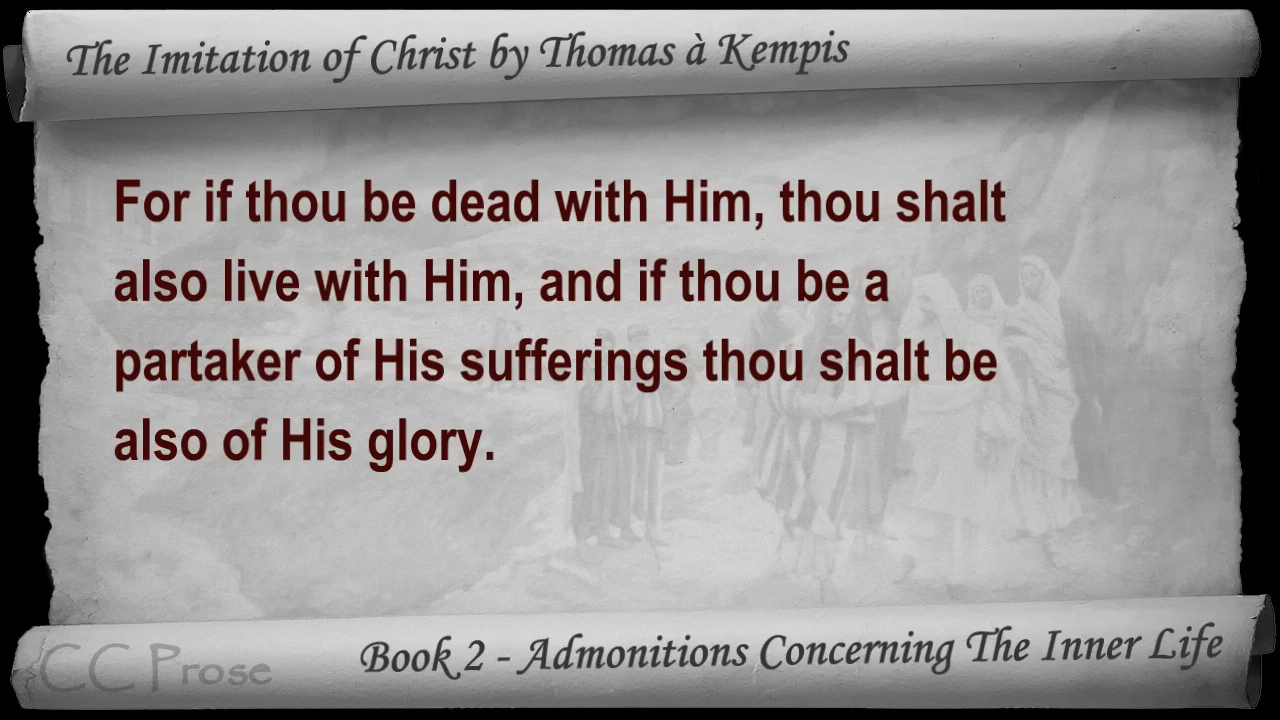 The Imitation of Christ by Thomas à Kempis
For if thou be dead with Him, thou shalt
also live with Him, and if thou be a
partaker of His sufferings thou shalt be
also of His glory.
CC Prose
Book 2 - Admonitions Concerning The Inner Life